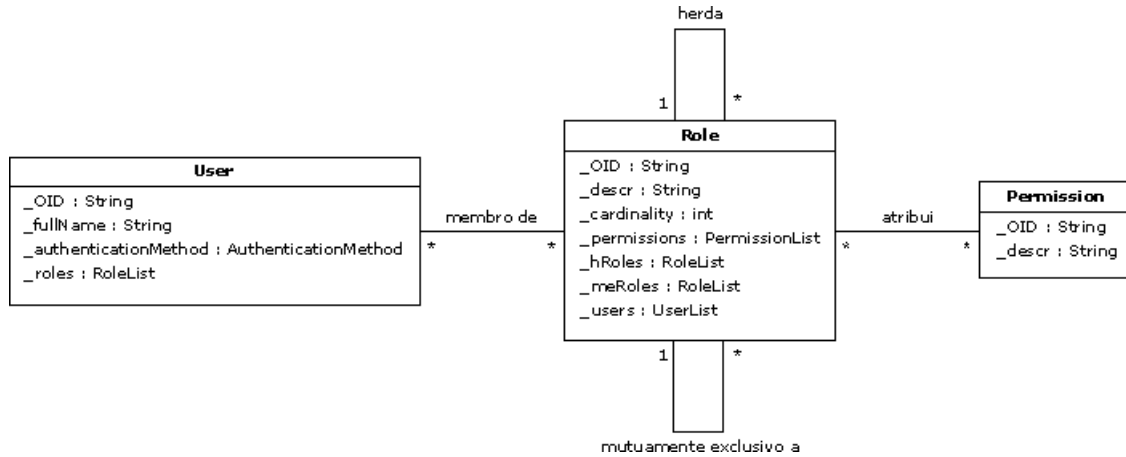 herda
1 *
Role
_OID : String
_descr : String
_cardinality : int
_permissions : PermissionList
_hRoles : RoleList
_meRoles : RoleList
_users : UserList
User
_OID : String
_fullName : String
_authenticationMethod : AuthenticationMethod
_roles : RoleList
membro de
* *
atribui
* *
Permission
_OID : String
_descr : String
1 *
mutuamente exclusivo a